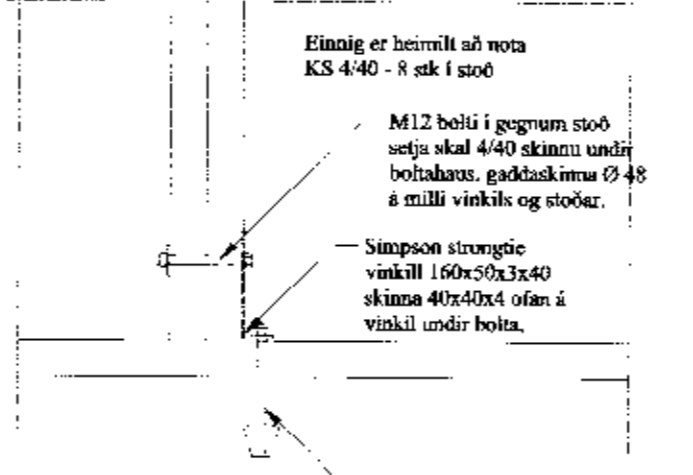 Einnig er heimilt að nota
KS 4/40 - 8 stk í stoð
M12 bolti í gegnum stoð
setja skal 4/40 skinnu undir
boltahaus. gaddaskinna Ø 48
á milli vinkils og stoðar.
Simpson strongtie
vinkill 160x50x3x40
skinna 40x40x4 ofan á
vinkil undir bolta.